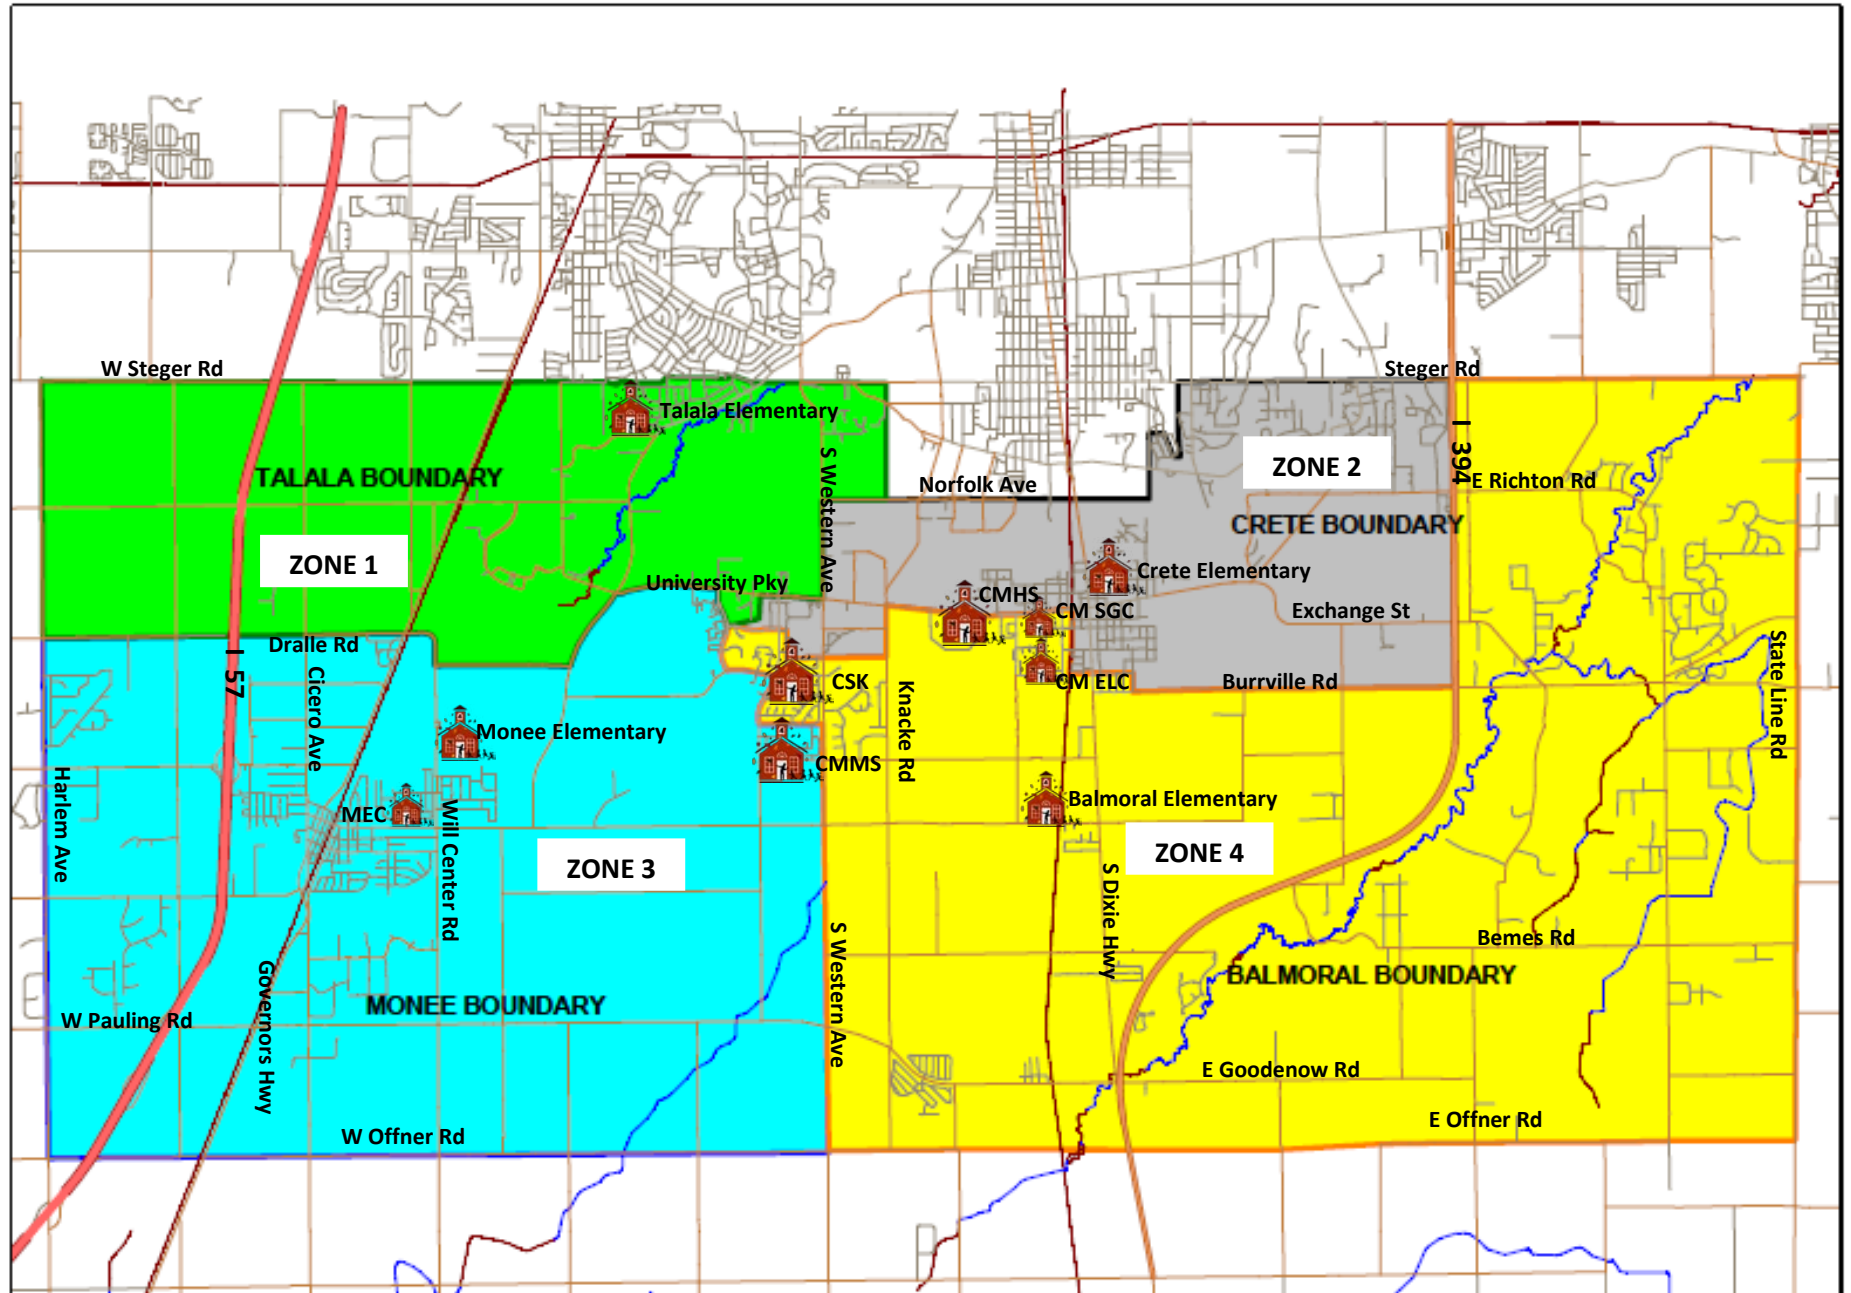 W Steger Rd
Steger Rd
Talala Elementary
I 394
S Western Ave
TALALA BOUNDARY
ZONE 2
Norfolk Ave
E Richton Rd
CRETE BOUNDARY
ZONE 1
University Pky
Crete Elementary
CMHS
CM SGC
Exchange St
Dralle Rd
State Line Rd
I 57
Cicero Ave
CSK
Knacke Rd
CM ELC
Burrville Rd
Monee Elementary
CMMS
Harlem Ave
MEC
Will Center Rd
Balmoral Elementary
ZONE 3
ZONE 4
S Dixie Hwy
S Western Ave
Bemes Rd
Governors Hwy
MONEE BOUNDARY
BALMORAL BOUNDARY
W Pauling Rd
E Goodenow Rd
W Offner Rd
E Offner Rd